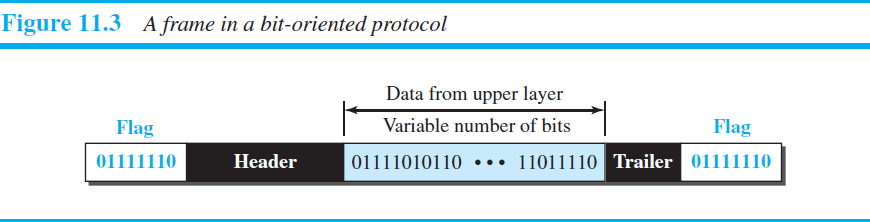 Figure 11.3 A frame in a bit-oriented protocol
Data from upper layer
Variable number of bits
Flag
Flag
01111110
Header
01111010110 ••• 11011110
Trailer
01111110